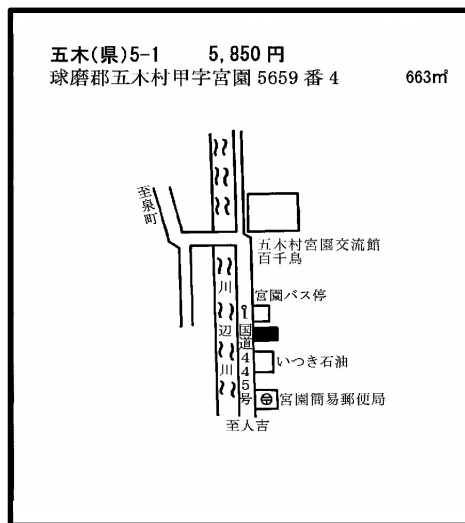 五木(県)5-1 5,850 円
球磨郡五木村甲字宮園 5659 番 4 663㎡
至泉町
五木村宮園交流館
百千鳥
宮園バス停
川辺川
国道445号
いつき石油
宮園簡易郵便局
至人吉